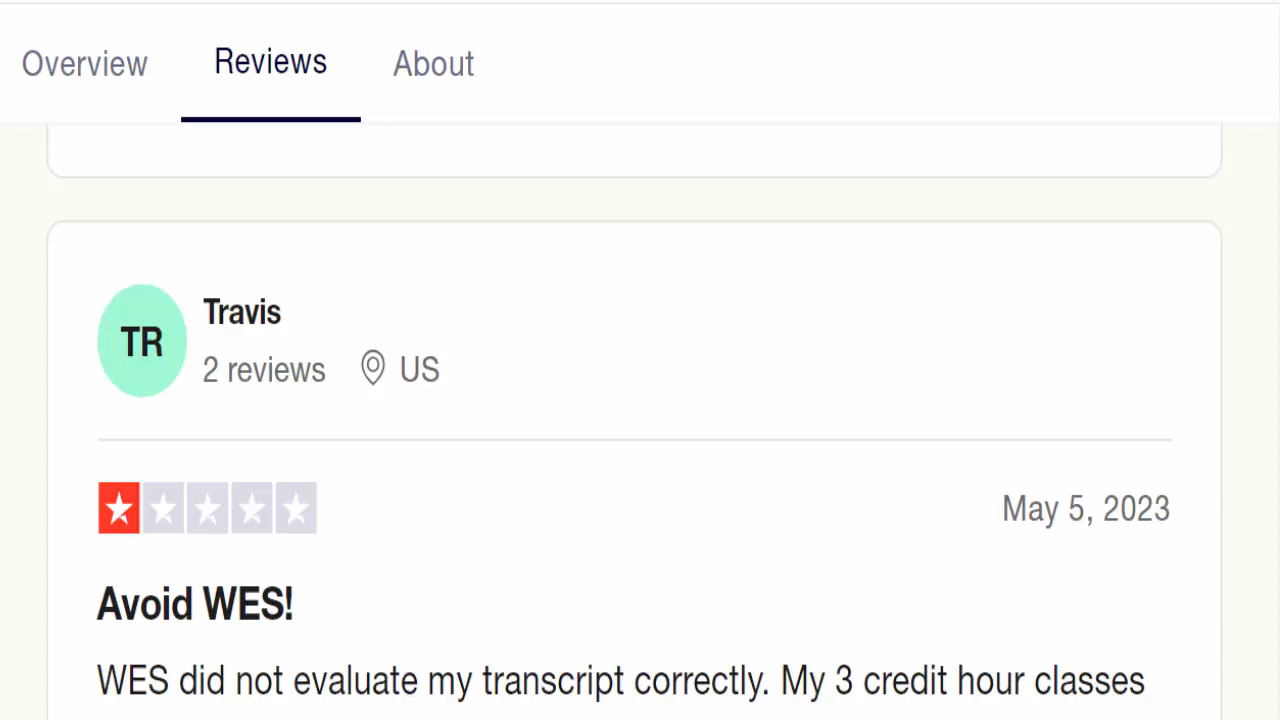 Overview Reviews About
TR
Travis
2 reviews US
May 5, 2023
Avoid WES!
WES did not evaluate my transcript correctly. My 3 credit hour classes